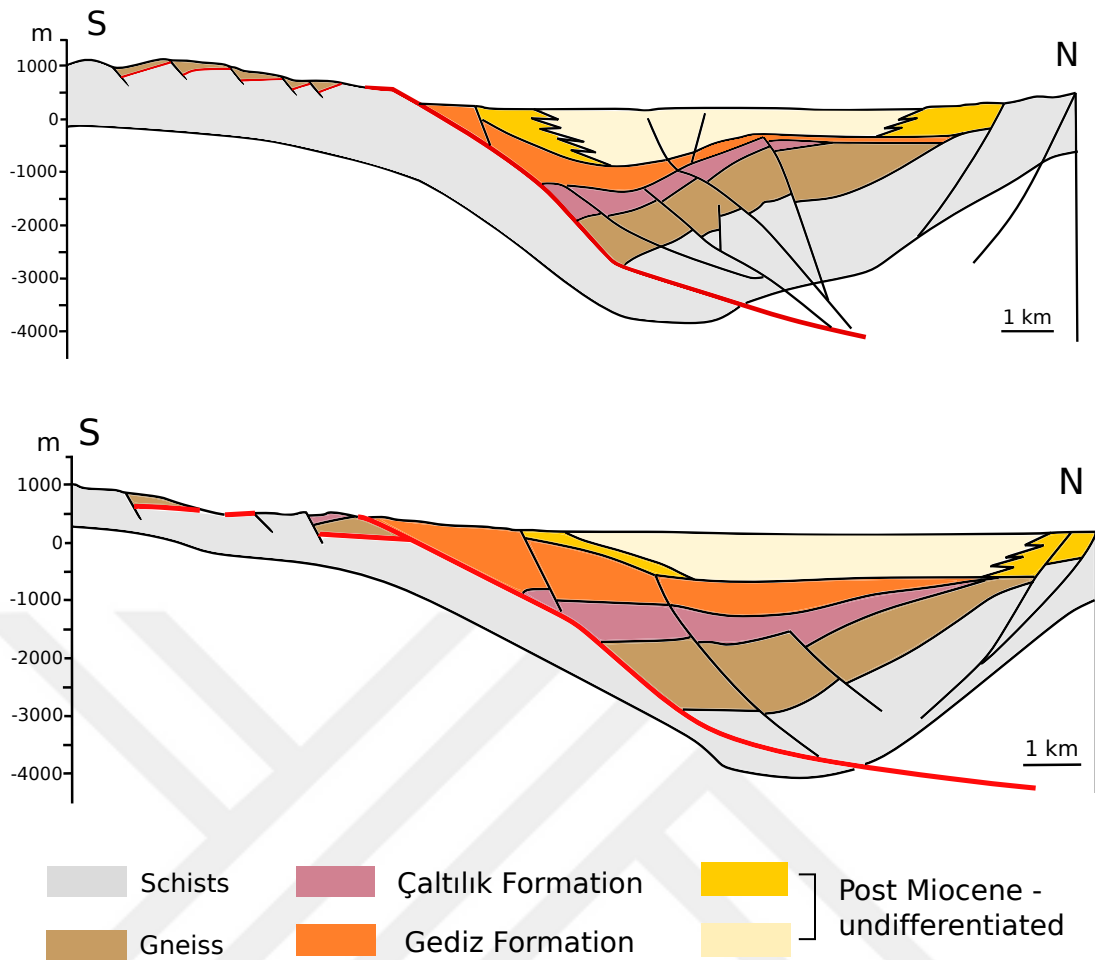 S
m
N
1000
0
-1000
-2000
-3000
-4000
1 km
S
m
N
1000
0
-1000
-2000
-3000
-4000
1 km
Schists
Çaltılık Formation
Post Miocene -
undifferentiated
Gneiss
Gediz Formation